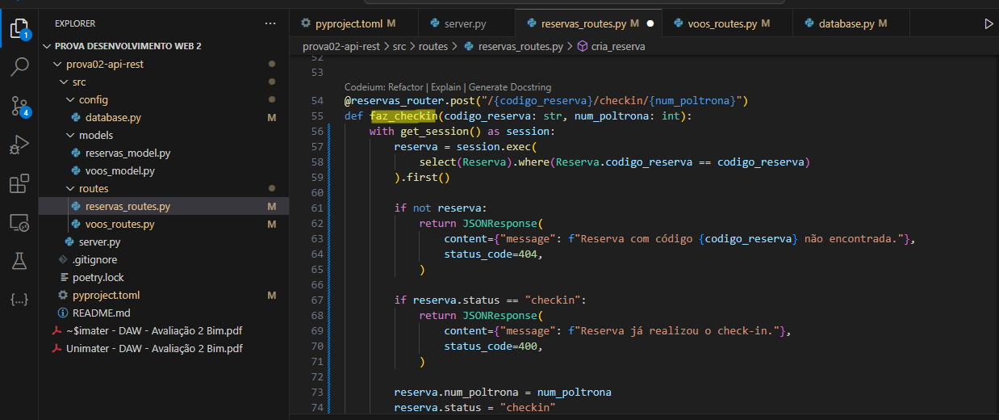 EXPLORER
PROVA DESENVOLVIMENTO WEB 2
prova02-api-rest
src
config
database.py M
models
reservas_model.py
voos_model.py
routes
reservas_routes.py M
voos_routes.py M
server.py
.gitignore
poetry.lock
pyproject.toml M
README.md
~$imater - DAW - Avaliação 2 Bim.pdf
Unimater - DAW - Avaliação 2 Bim.pdf
1
4
pyproject.toml M server.py reservas_routes.py M voos_routes.py M database.py M
prova02-api-rest > src > routes > reservas_routes.py > cria_reserva
52
53
Codeium: Refactor | Explain | Generate Docstring
54 @reservas_router.post("/{codigo_reserva}/checkin/{num_poltrona}")
55 def faz_checkin(codigo_reserva: str, num_poltrona: int):
56 with get_session() as session:
57 reserva = session.exec(
58 select(Reserva).where(Reserva.codigo_reserva == codigo_reserva)
59 ).first()
60
61 if not reserva:
62 return JSONResponse(
63 content={"message": f"Reserva com código {codigo_reserva} não encontrada."},
64 status_code=404,
65 )
66
67 if reserva.status == "checkin":
68 return JSONResponse(
69 content={"message": f"Reserva já realizou o check-in."},
70 status_code=400,
71 )
72
73 reserva.num_poltrona = num_poltrona
74 reserva.status = "checkin"